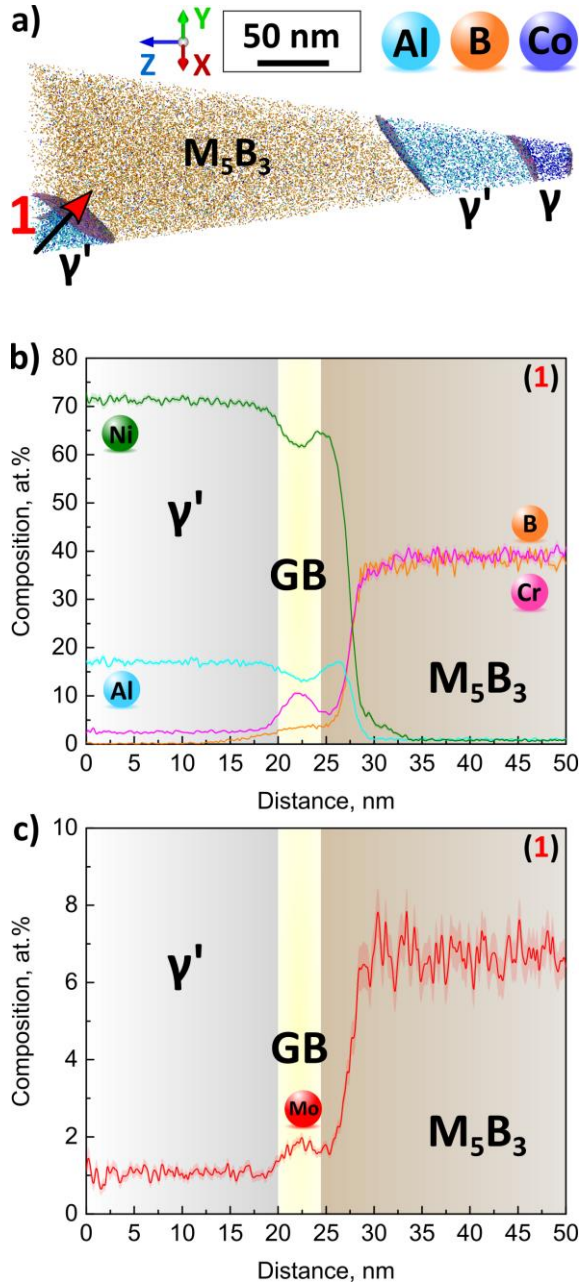 a)
Y
Z
X
50 nm
Al
B
Co
M₅B₃
1
γ'
γ'
γ
b)
(1)
80
70
60
50
40
30
20
10
0
Composition, at.%
Ni
γ'
GB
B
Cr
Al
M₅B₃
0 5 10 15 20 25 30 35 40 45 50
Distance, nm
c)
(1)
10
8
6
4
2
0
Composition, at.%
γ'
GB
Mo
M₅B₃
0 5 10 15 20 25 30 35 40 45 50
Distance, nm